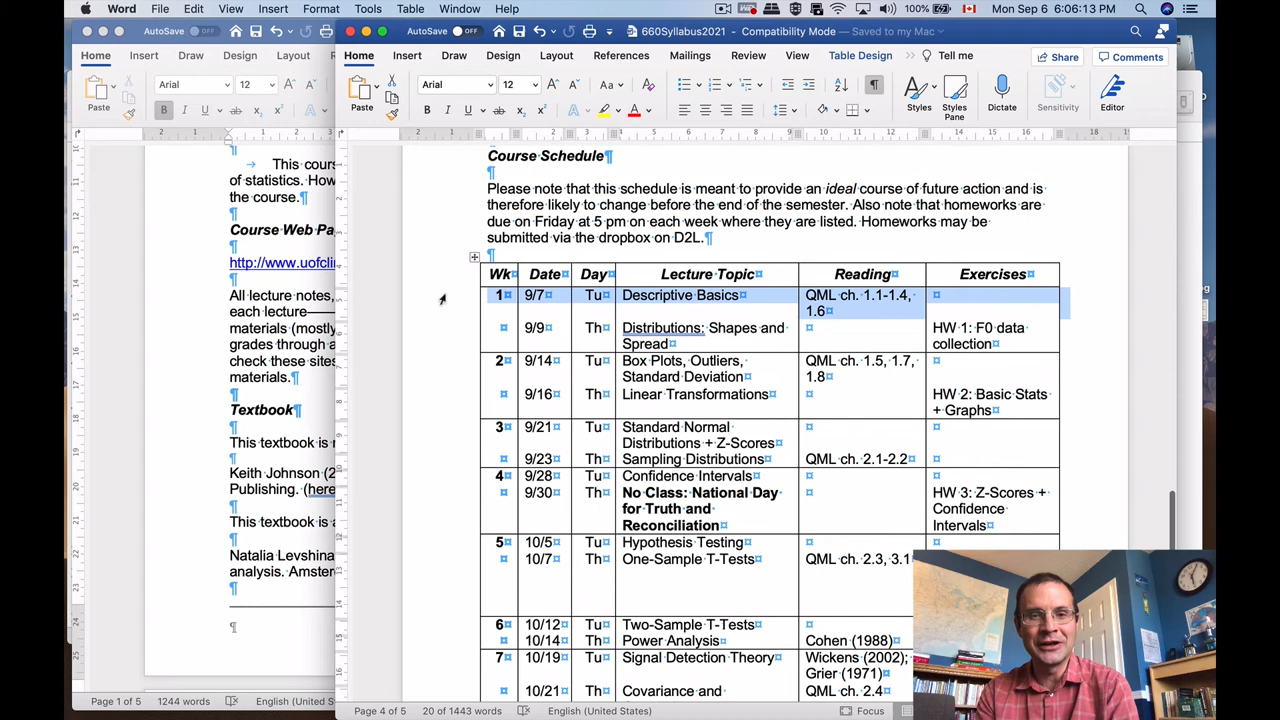 Word File Edit View Insert Format Tools Table Window Help 100% Mon Sep 6 6:06:13 PM
AutoSave OFF
AutoSave OFF 660Syllabus2021 - Compatibility Mode — Saved to my Mac
Home Insert Draw Design Layout
Home Insert Draw Design Layout References Mailings Review View Table Design Tell me Share Comments
Paste Arial 12 B I U
Paste Arial 12 B I U Styles Styles Pane Dictate Sensitivity Editor
This cours
of statistics. How
the course.¶
Course Web Pa
http://www.uofcli
All lecture notes,
each lecture
materials (mostly
grades through a
check these sites
materials.¶
Textbook¶
This textbook is r
Keith Johnson (2
Publishing. (here
This textbook is a
Natalia Levshina
analysis. Amster
Course Schedule¶
Please note that this schedule is meant to provide an ideal course of future action and is
therefore likely to change before the end of the semester. Also note that homeworks are
due on Friday at 5 pm on each week where they are listed. Homeworks may be
submitted via the dropbox on D2L.¶
Wk Date Day Lecture Topic Reading Exercises
1 9/7 Tu Descriptive Basics QML ch. 1.1-1.4,
1.6
9/9 Th Distributions; Shapes and HW 1: F0 data
Spread collection
2 9/14 Tu Box Plots, Outliers, QML ch. 1.5, 1.7,
Standard Deviation 1.8
9/16 Th Linear Transformations HW 2: Basic Stats
+ Graphs
3 9/21 Tu Standard Normal
Distributions + Z-Scores
9/23 Th Sampling Distributions QML ch. 2.1-2.2
4 9/28 Tu Confidence Intervals
9/30 Th No Class: National Day HW 3: Z-Scores +
for Truth and Confidence
Reconciliation Intervals
5 10/5 Tu Hypothesis Testing
10/7 Th One-Sample T-Tests QML ch. 2.3, 3.1
6 10/12 Tu Two-Sample T-Tests
10/14 Th Power Analysis Cohen (1988)
7 10/19 Tu Signal Detection Theory Wickens (2002);
Grier (1971)
10/21 Th Covariance and QML ch. 2.4
Page 1 of 5 1244 words English (United
Page 4 of 5 20 of 1443 words English (United States) Focus